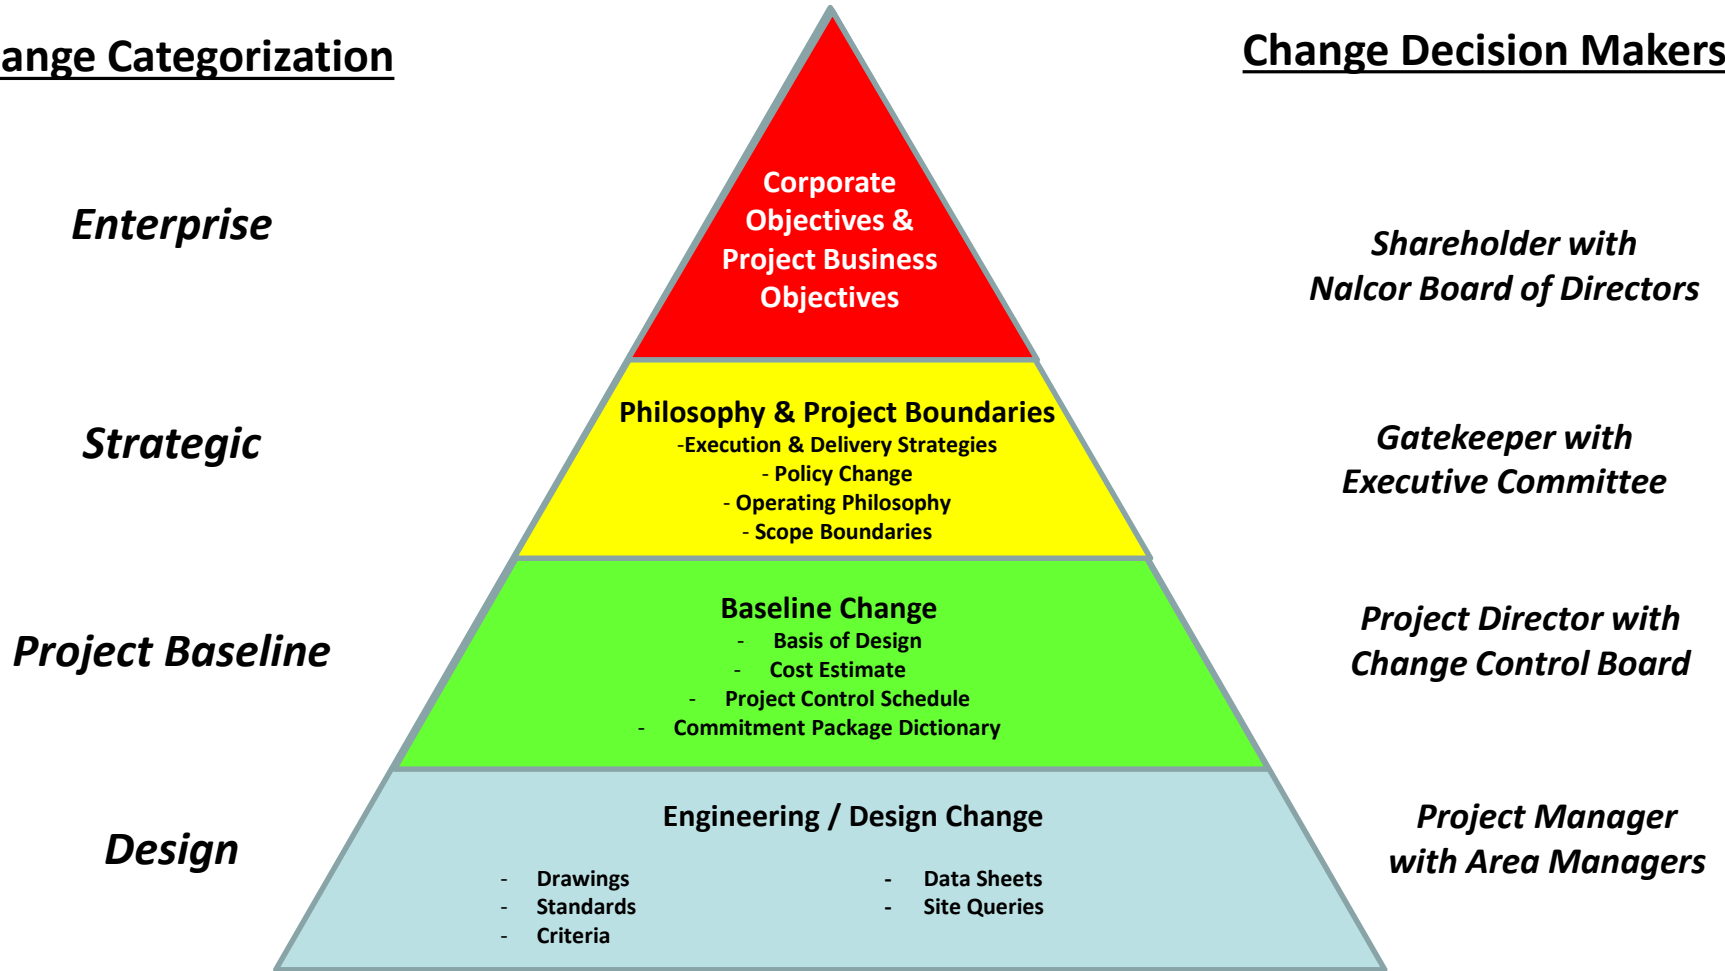 ange Categorization
Change Decision Makers
Enterprise
Corporate
Objectives &
Project Business
Objectives
Shareholder with
Nalcor Board of Directors
Strategic
Philosophy & Project Boundaries
-Execution & Delivery Strategies
- Policy Change
- Operating Philosophy
- Scope Boundaries
Gatekeeper with
Executive Committee
Project Baseline
Baseline Change
- Basis of Design
- Cost Estimate
- Project Control Schedule
- Commitment Package Dictionary
Project Director with
Change Control Board
Design
Engineering / Design Change
- Drawings
- Standards
- Criteria
- Data Sheets
- Site Queries
Project Manager
with Area Managers